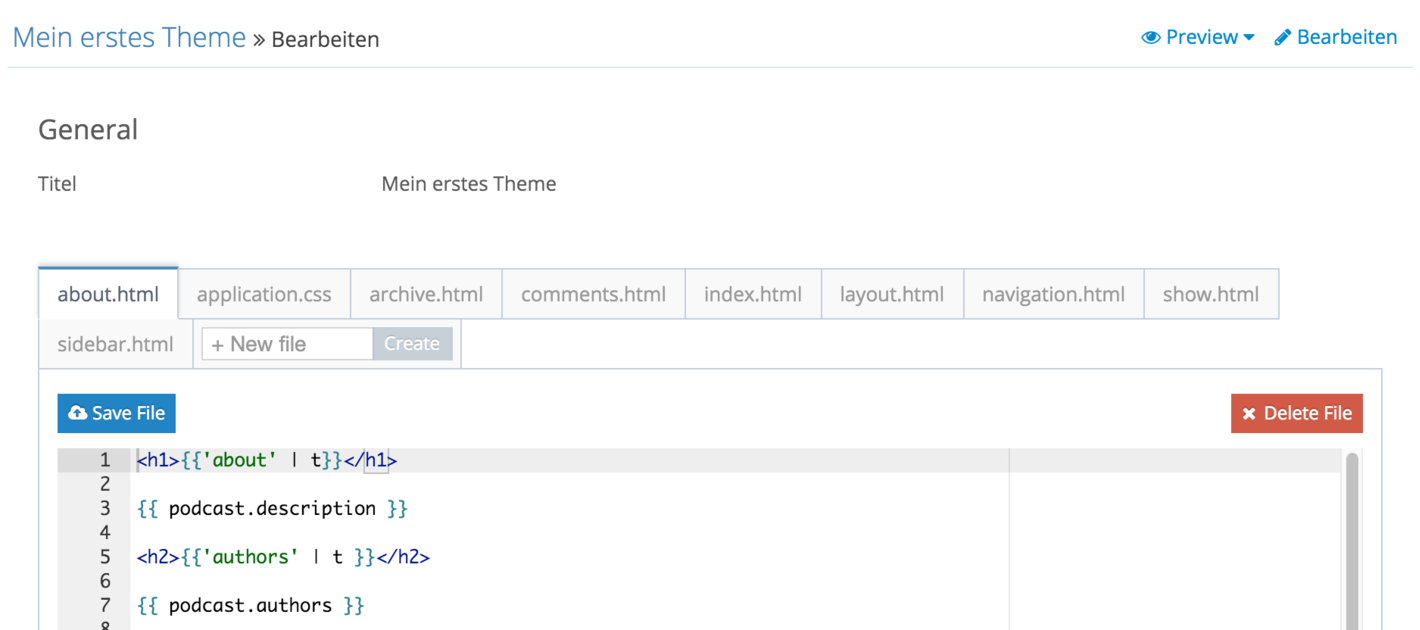 Mein erstes Theme » Bearbeiten Preview Bearbeiten
General
Titel Mein erstes Theme
about.html application.css archive.html comments.html index.html layout.html navigation.html show.html
sidebar.html + New file Create
Save File Delete File
1 <h1>{{'about' | t}}</h1>
2
3 {{ podcast.description }}
4
5 <h2>{{'authors' | t }}</h2>
6
7 {{ podcast.authors }}
8